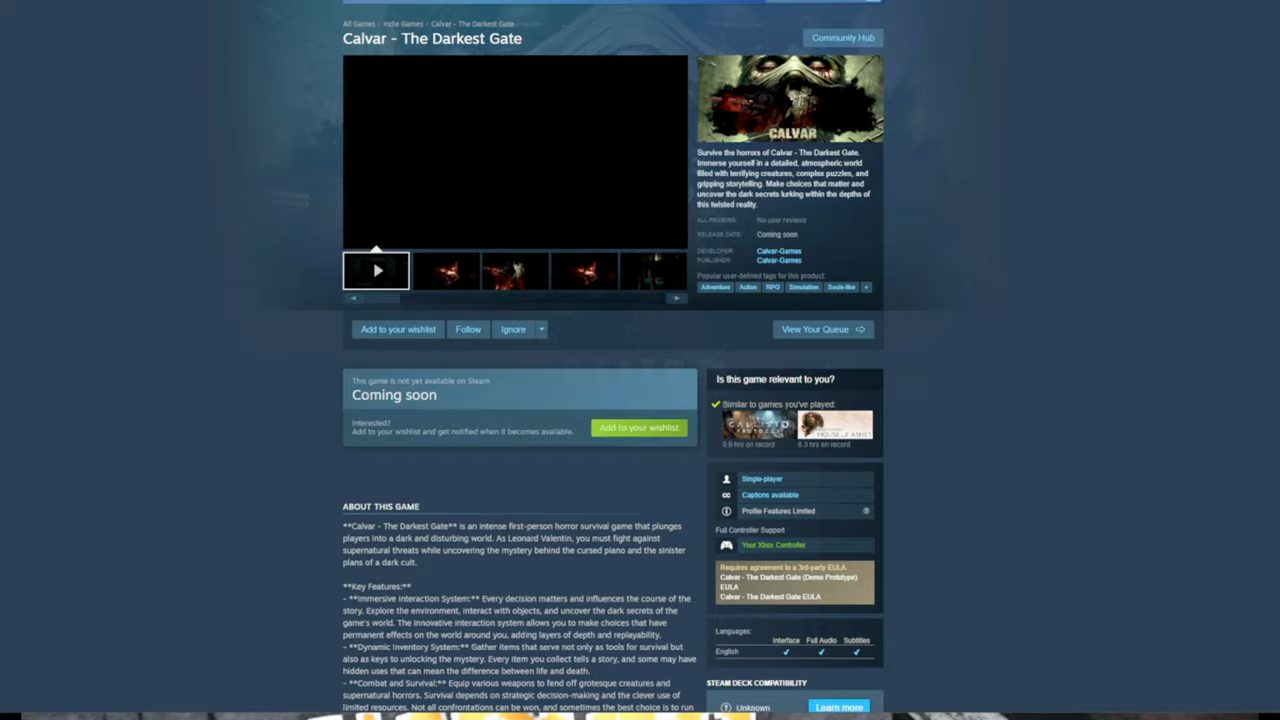 All Games › Indie Games › Calvar - The Darkest Gate
Calvar - The Darkest Gate
Community Hub
CALVAR
Survive the horrors of Calvar - The Darkest Gate.
Immerse yourself in a detailed, atmospheric world
filled with terrifying creatures, complex puzzles, and
gripping storytelling. Make choices that matter and
uncover the dark secrets lurking within the depths of
this twisted reality.
ALL REVIEWS: No user reviews
RELEASE DATE: Coming soon
DEVELOPER: Calvar-Games
PUBLISHER: Calvar-Games
Popular user-defined tags for this product:
Adventure Action RPG Simulation Souls-like +
Add to your wishlist Follow Ignore
View Your Queue
This game is not yet available on Steam
Coming soon
Interested?
Add to your wishlist and get notified when it becomes available.
Add to your wishlist
Is this game relevant to you?
Similar to games you've played:
THE CALLISTO PROTOCOL HOUSE OF ASHES
0.9 hrs on record 5.3 hrs on record
Single-player
Captions available
Profile Features Limited ?
Full Controller Support
Your Xbox Controller
Requires agreement to a 3rd-party EULA
Calvar - The Darkest Gate (Demo Prototype)
EULA
Calvar - The Darkest Gate EULA
Languages:
Interface Full Audio Subtitles
English ✔ ✔ ✔
STEAM DECK COMPATIBILITY
Unknown Learn more
ABOUT THIS GAME
**Calvar - The Darkest Gate** is an intense first-person horror survival game that plunges
players into a dark and disturbing world. As Leonard Valentin, you must fight against
supernatural threats while uncovering the mystery behind the cursed piano and the sinister
plans of a dark cult.
**Key Features:**
- **Immersive Interaction System:** Every decision matters and influences the course of the
story. Explore the environment, interact with objects, and uncover the dark secrets of the
game's world. The innovative interaction system allows you to make choices that have
permanent effects on the world around you, adding layers of depth and replayability.
- **Dynamic Inventory System:** Gather items that serve not only as tools for survival but
also as keys to unlocking the mystery. Every item you collect tells a story, and some may have
hidden uses that can mean the difference between life and death.
- **Combat and Survival:** Equip various weapons to fend off grotesque creatures and
supernatural horrors. Survival depends on strategic decision-making and the clever use of
limited resources. Not all confrontations can be won, and sometimes the best choice is to run